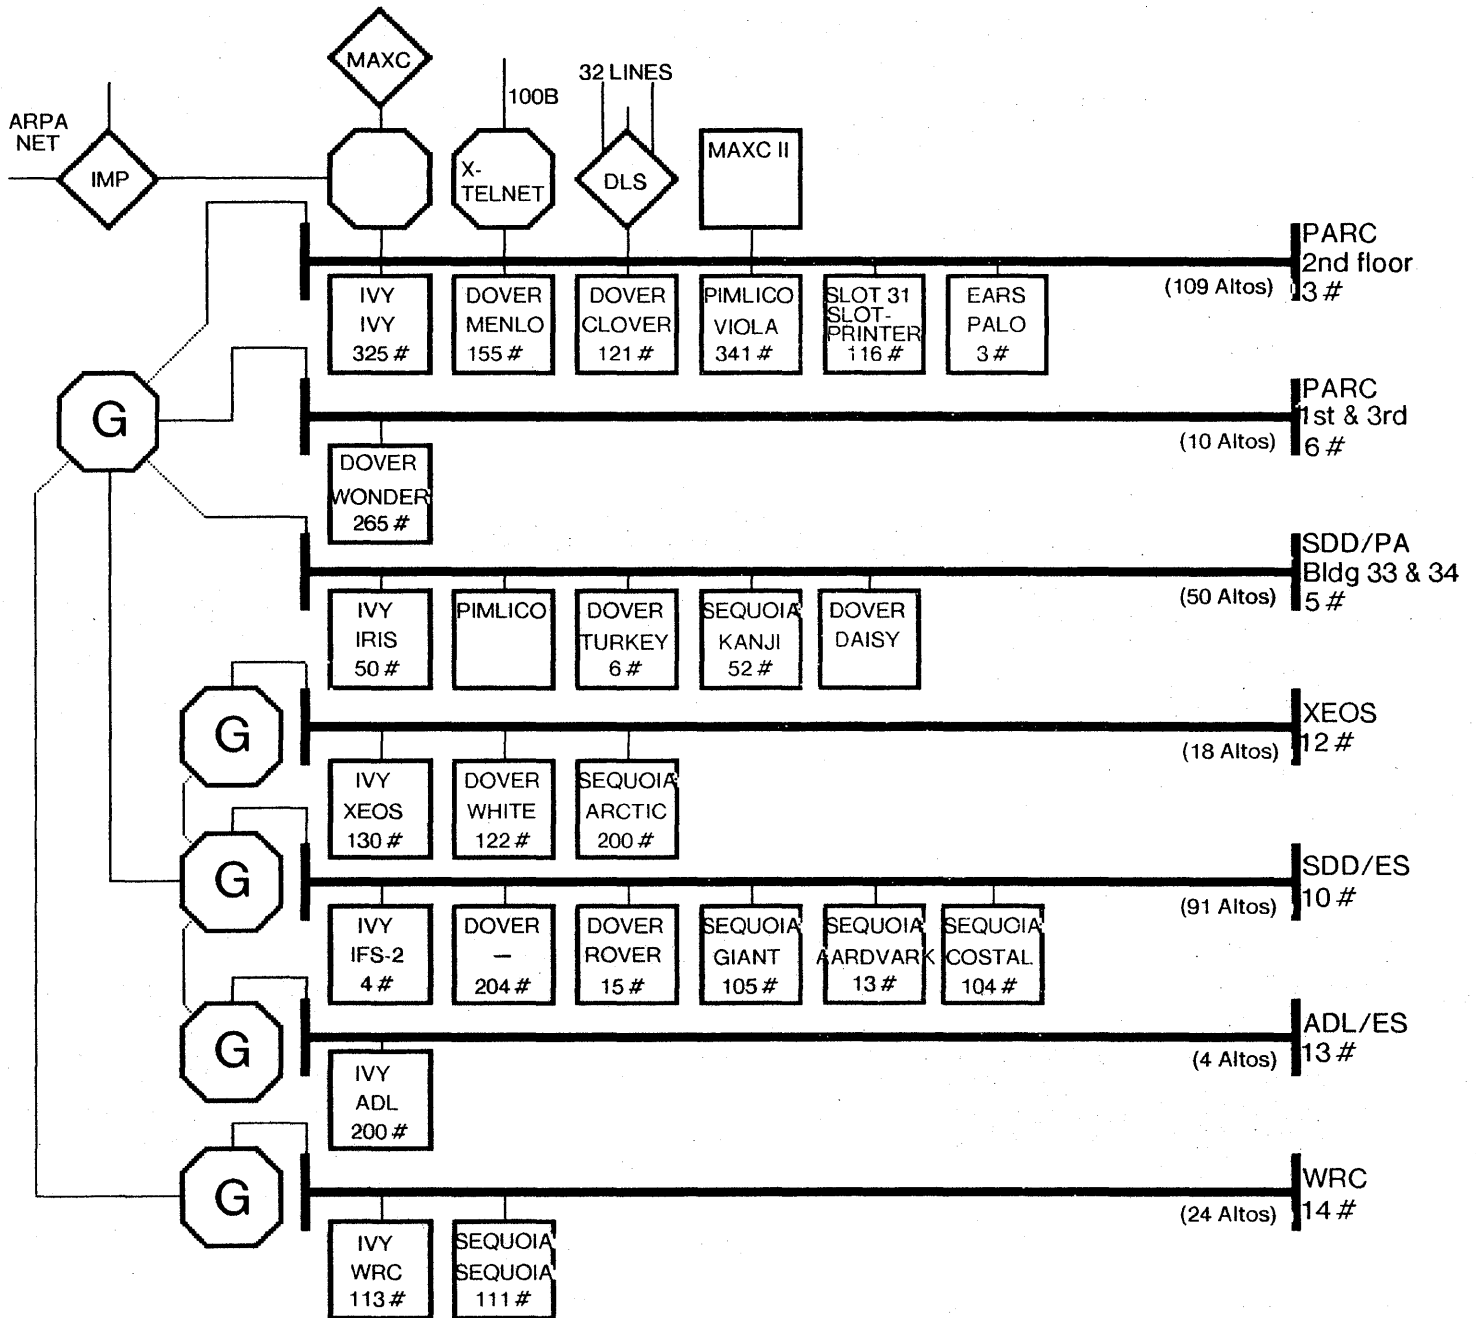 MAXC
32 LINES
100B
ARPA
NET
IMP
X-
TELNET
DLS
MAXC II
PARC
2nd floor
3 #
(109 Altos)
IVY
IVY
325 #
DOVER
MENLO
155 #
DOVER
CLOVER
121 #
PIMLICO
VIOLA
341 #
SLOT 31
SLOT-
PRINTER
116 #
EARS
PALO
3 #
G
PARC
1st & 3rd
6 #
(10 Altos)
DOVER
WONDER
265 #
SDD/PA
Bldg 33 & 34
5 #
(50 Altos)
IVY
IRIS
50 #
PIMLICO
DOVER
TURKEY
6 #
SEQUOIA
KANJI
52 #
DOVER
DAISY
G
XEOS
12 #
(18 Altos)
IVY
XEOS
130 #
DOVER
WHITE
122 #
SEQUOIA
ARCTIC
200 #
G
SDD/ES
10 #
(91 Altos)
IVY
IFS-2
4 #
DOVER
—
204 #
DOVER
ROVER
15 #
SEQUOIA
GIANT
105 #
SEQUOIA
AARDVARK
13 #
SEQUOIA
COSTAL
104 #
G
ADL/ES
13 #
(4 Altos)
IVY
ADL
200 #
G
WRC
14 #
(24 Altos)
IVY
WRC
113 #
SEQUOIA
SEQUOIA
111 #